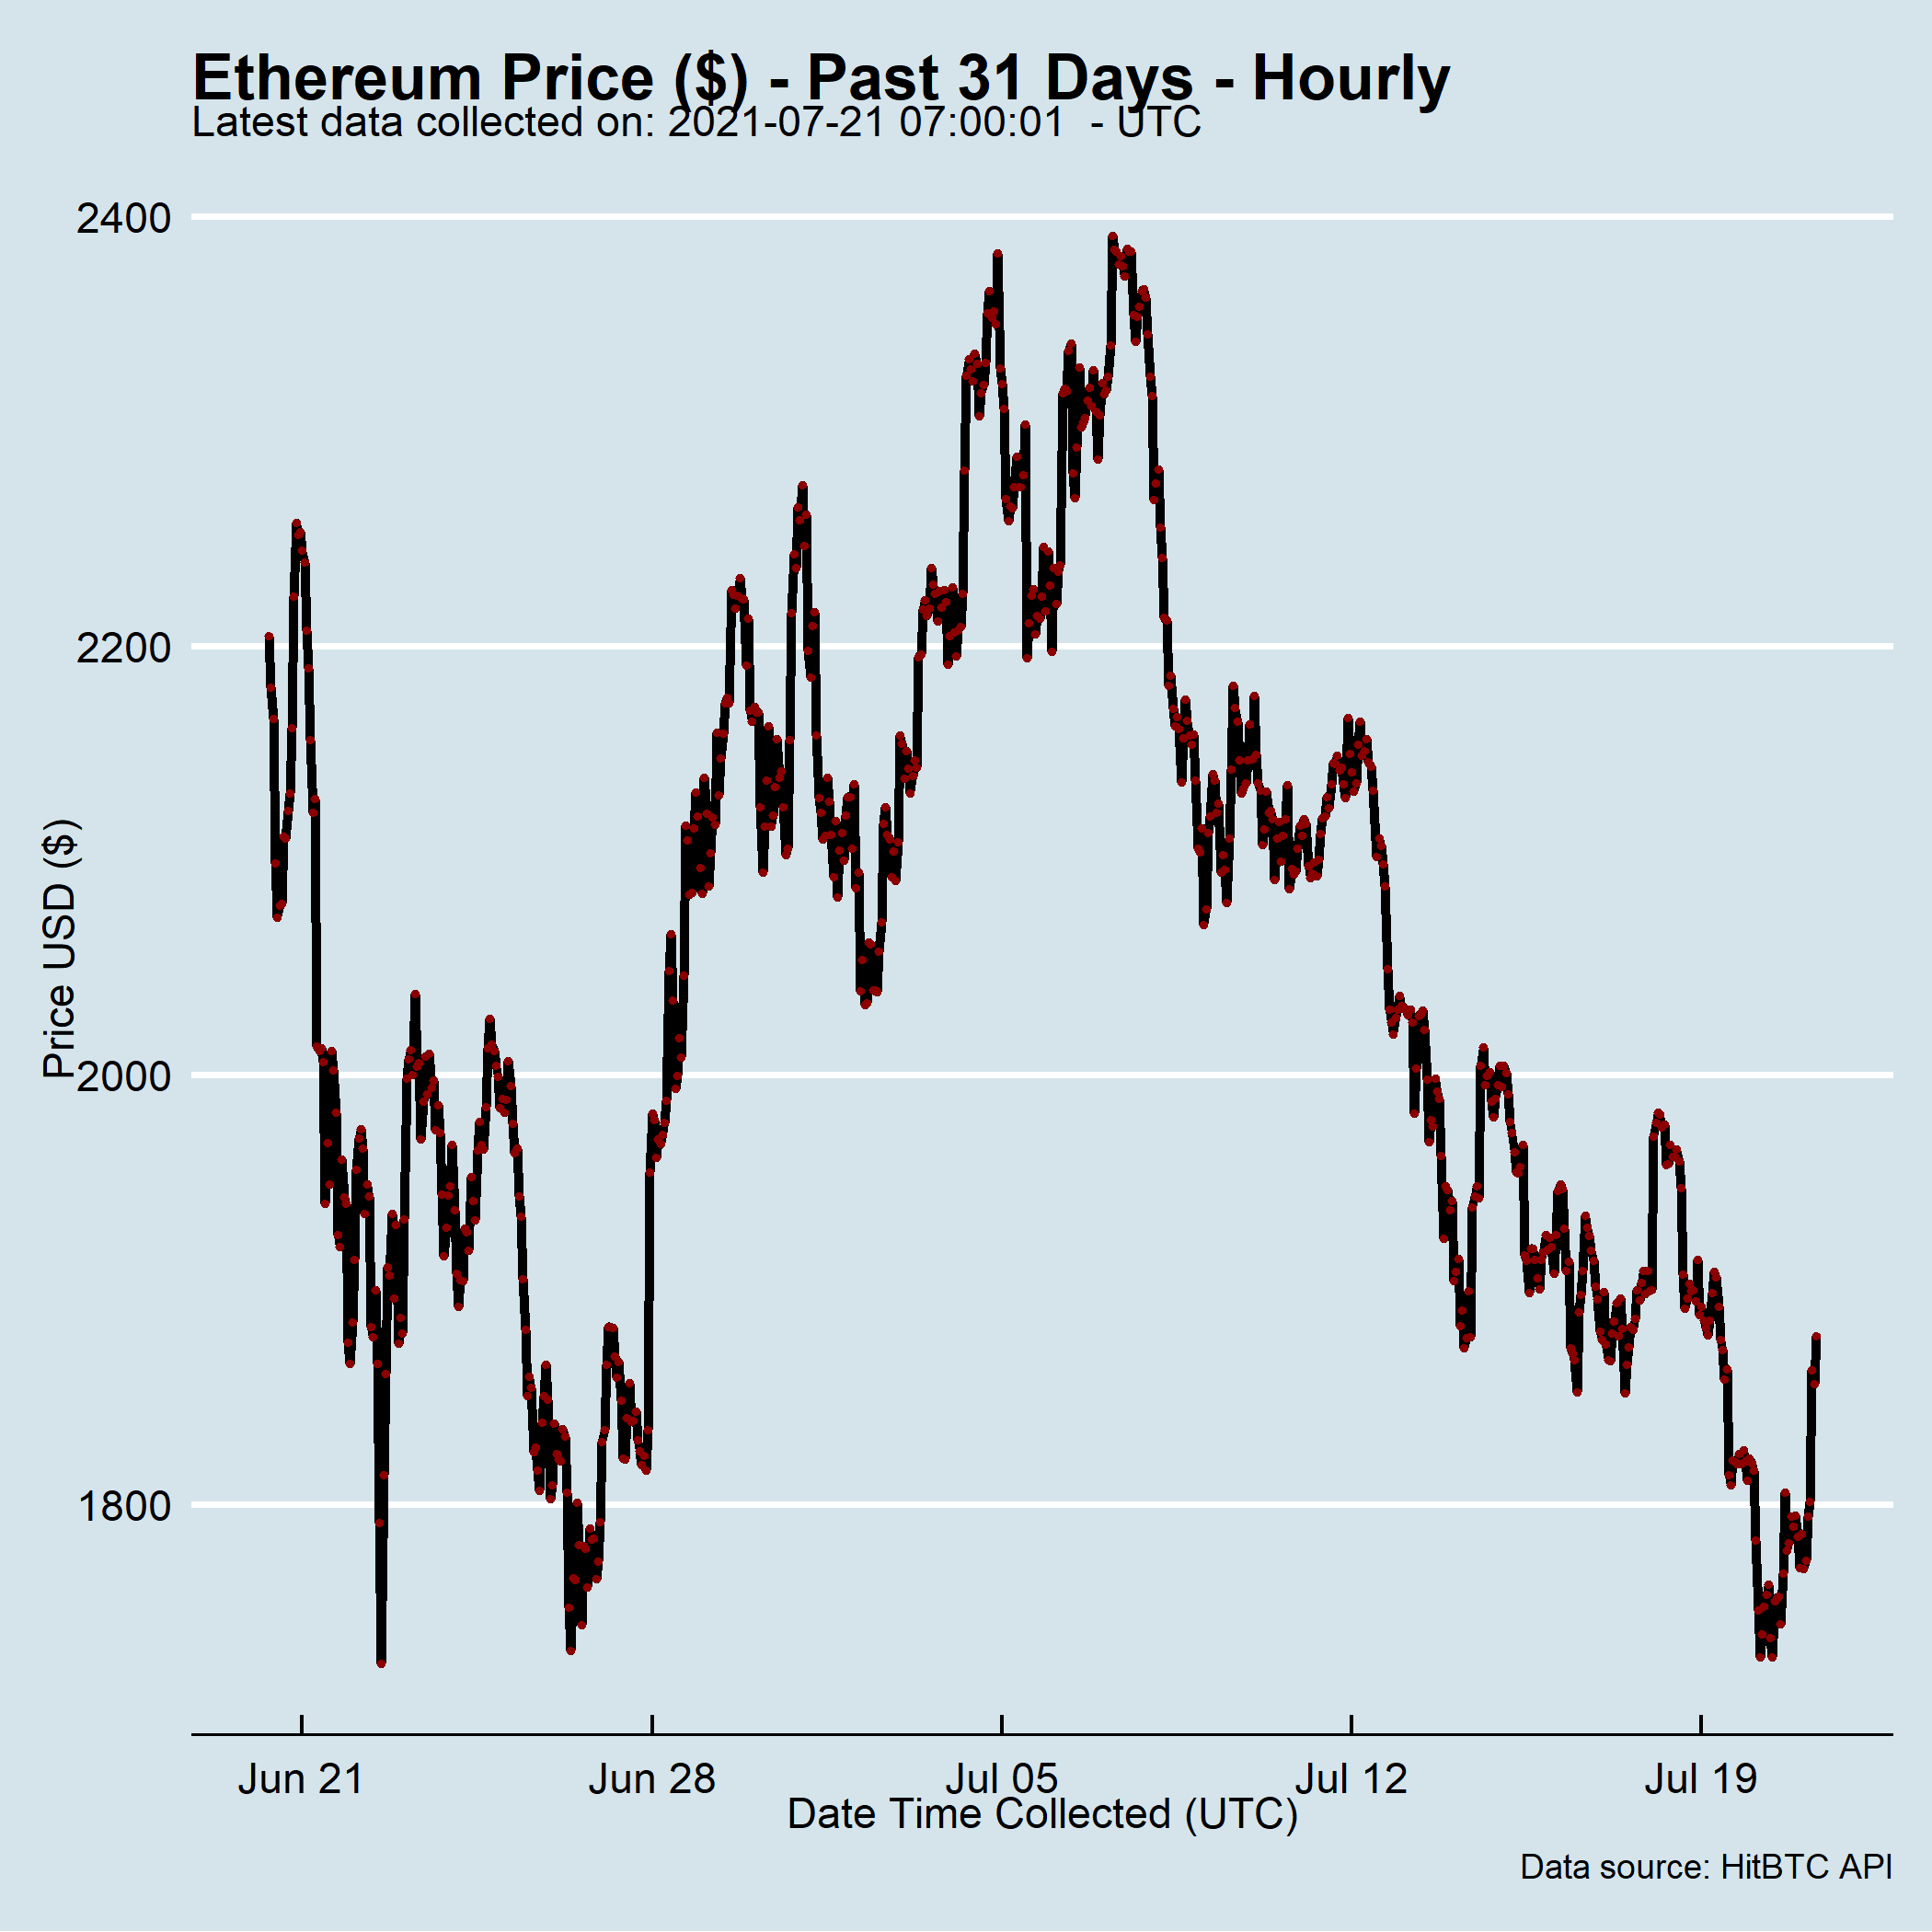 Ethereum Price ($) - Past 31 Days - Hourly
Latest data collected on: 2021-07-21 07:00:01  - UTC
2400
2200
2000
1800
Price USD ($)
Jun 21
Jun 28
Jul 05
Jul 12
Jul 19
Date Time Collected (UTC)
Data source: HitBTC API